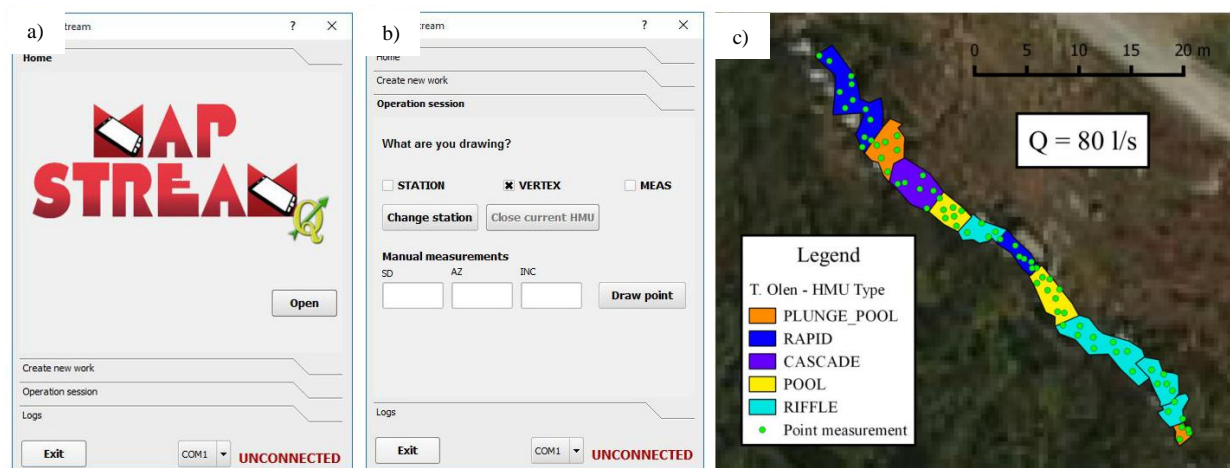 a)
tream ? ×
Home
MAP
STREAM
Q
Open
Create new work
Operation session
Logs
Exit COM1 UNCONNECTED
b)
tream ? ×
Home
Create new work
Operation session
What are you drawing?
STATION VERTEX MEAS
Change station Close current HMU
Manual measurements
SD AZ INC
Draw point
Logs
Exit COM1 UNCONNECTED
c)
0 5 10 15 20 m
Q = 80 l/s
Legend
T. Olen - HMU Type
PLUNGE_POOL
RAPID
CASCADE
POOL
RIFFLE
Point measurement